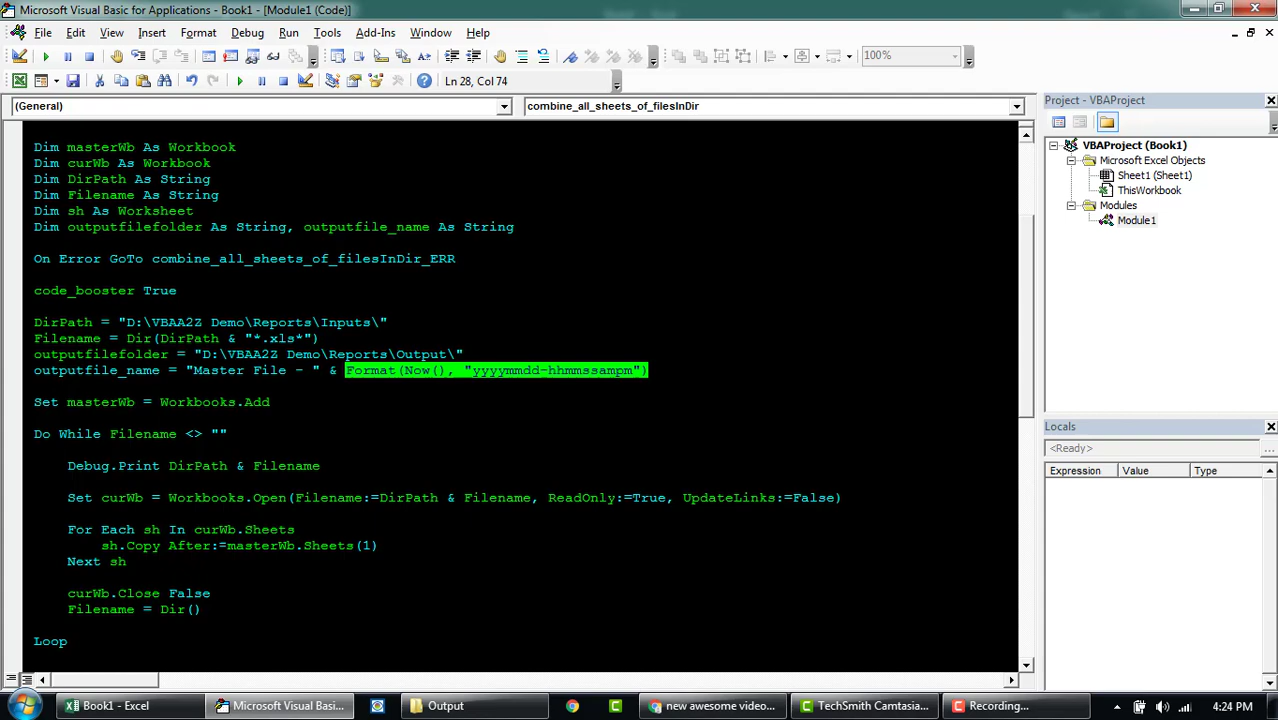 Microsoft Visual Basic for Applications - Book1 - [Module1 (Code)]
File Edit View Insert Format Debug Run Tools Add-Ins Window Help
100%
Ln 28, Col 74
(General)
combine_all_sheets_of_filesInDir
Dim masterWb As Workbook
Dim curWb As Workbook
Dim DirPath As String
Dim Filename As String
Dim sh As Worksheet
Dim outputfilefolder As String, outputfile_name As String
On Error GoTo combine_all_sheets_of_filesInDir_ERR
code_booster True
DirPath = "D:\VBAA2Z Demo\Reports\Inputs\"
Filename = Dir(DirPath & "*.xls*")
outputfilefolder = "D:\VBAA2Z Demo\Reports\Output\"
outputfile_name = "Master File - " & Format(Now(), "yyyymmdd-hhmmssampm")
Set masterWb = Workbooks.Add
Do While Filename <> ""
Debug.Print DirPath & Filename
Set curWb = Workbooks.Open(Filename:=DirPath & Filename, ReadOnly:=True, UpdateLinks:=False)
For Each sh In curWb.Sheets
sh.Copy After:=masterWb.Sheets(1)
Next sh
curWb.Close False
Filename = Dir()
Loop
Project - VBAProject
VBAProject (Book1)
Microsoft Excel Objects
Sheet1 (Sheet1)
ThisWorkbook
Modules
Module1
Locals
<Ready>
...
Expression Value Type
Book1 - Excel
Microsoft Visual Basi...
Output
new awesome video...
TechSmith Camtasia...
Recording...
4:24 PM